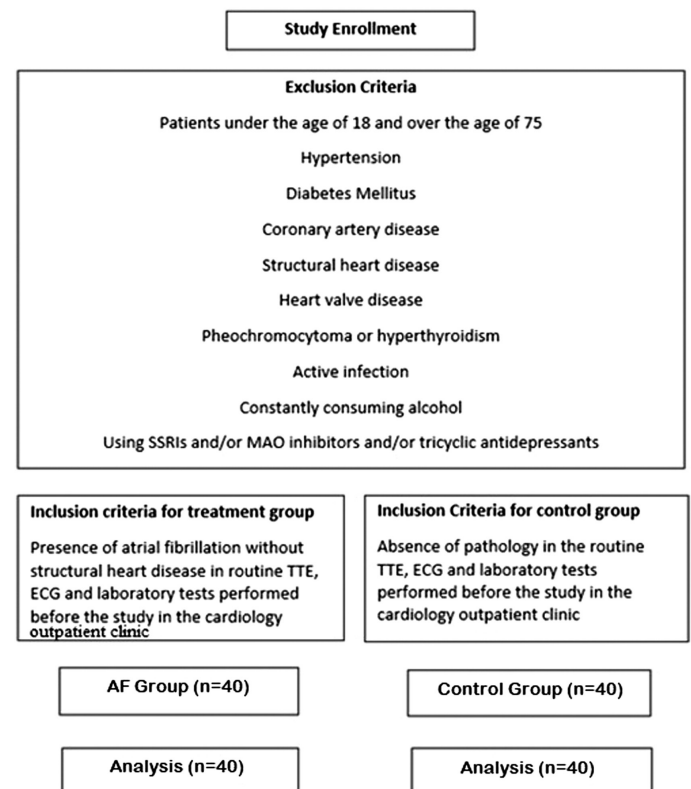 Study Enrollment
Exclusion Criteria
Patients under the age of 18 and over the age of 75
Hypertension
Diabetes Mellitus
Coronary artery disease
Structural heart disease
Heart valve disease
Pheochromocytoma or hyperthyroidism
Active infection
Constantly consuming alcohol
Using SSRIs and/or MAO inhibitors and/or tricyclic antidepressants
Inclusion criteria for treatment group
Presence of atrial fibrillation without
structural heart disease in routine TTE,
ECG and laboratory tests performed
before the study in the cardiology
outpatient clinic
Inclusion Criteria for control group
Absence of pathology in the routine
TTE, ECG and laboratory tests
performed before the study in the
cardiology outpatient clinic
AF Group (n=40)
Control Group (n=40)
Analysis (n=40)
Analysis (n=40)